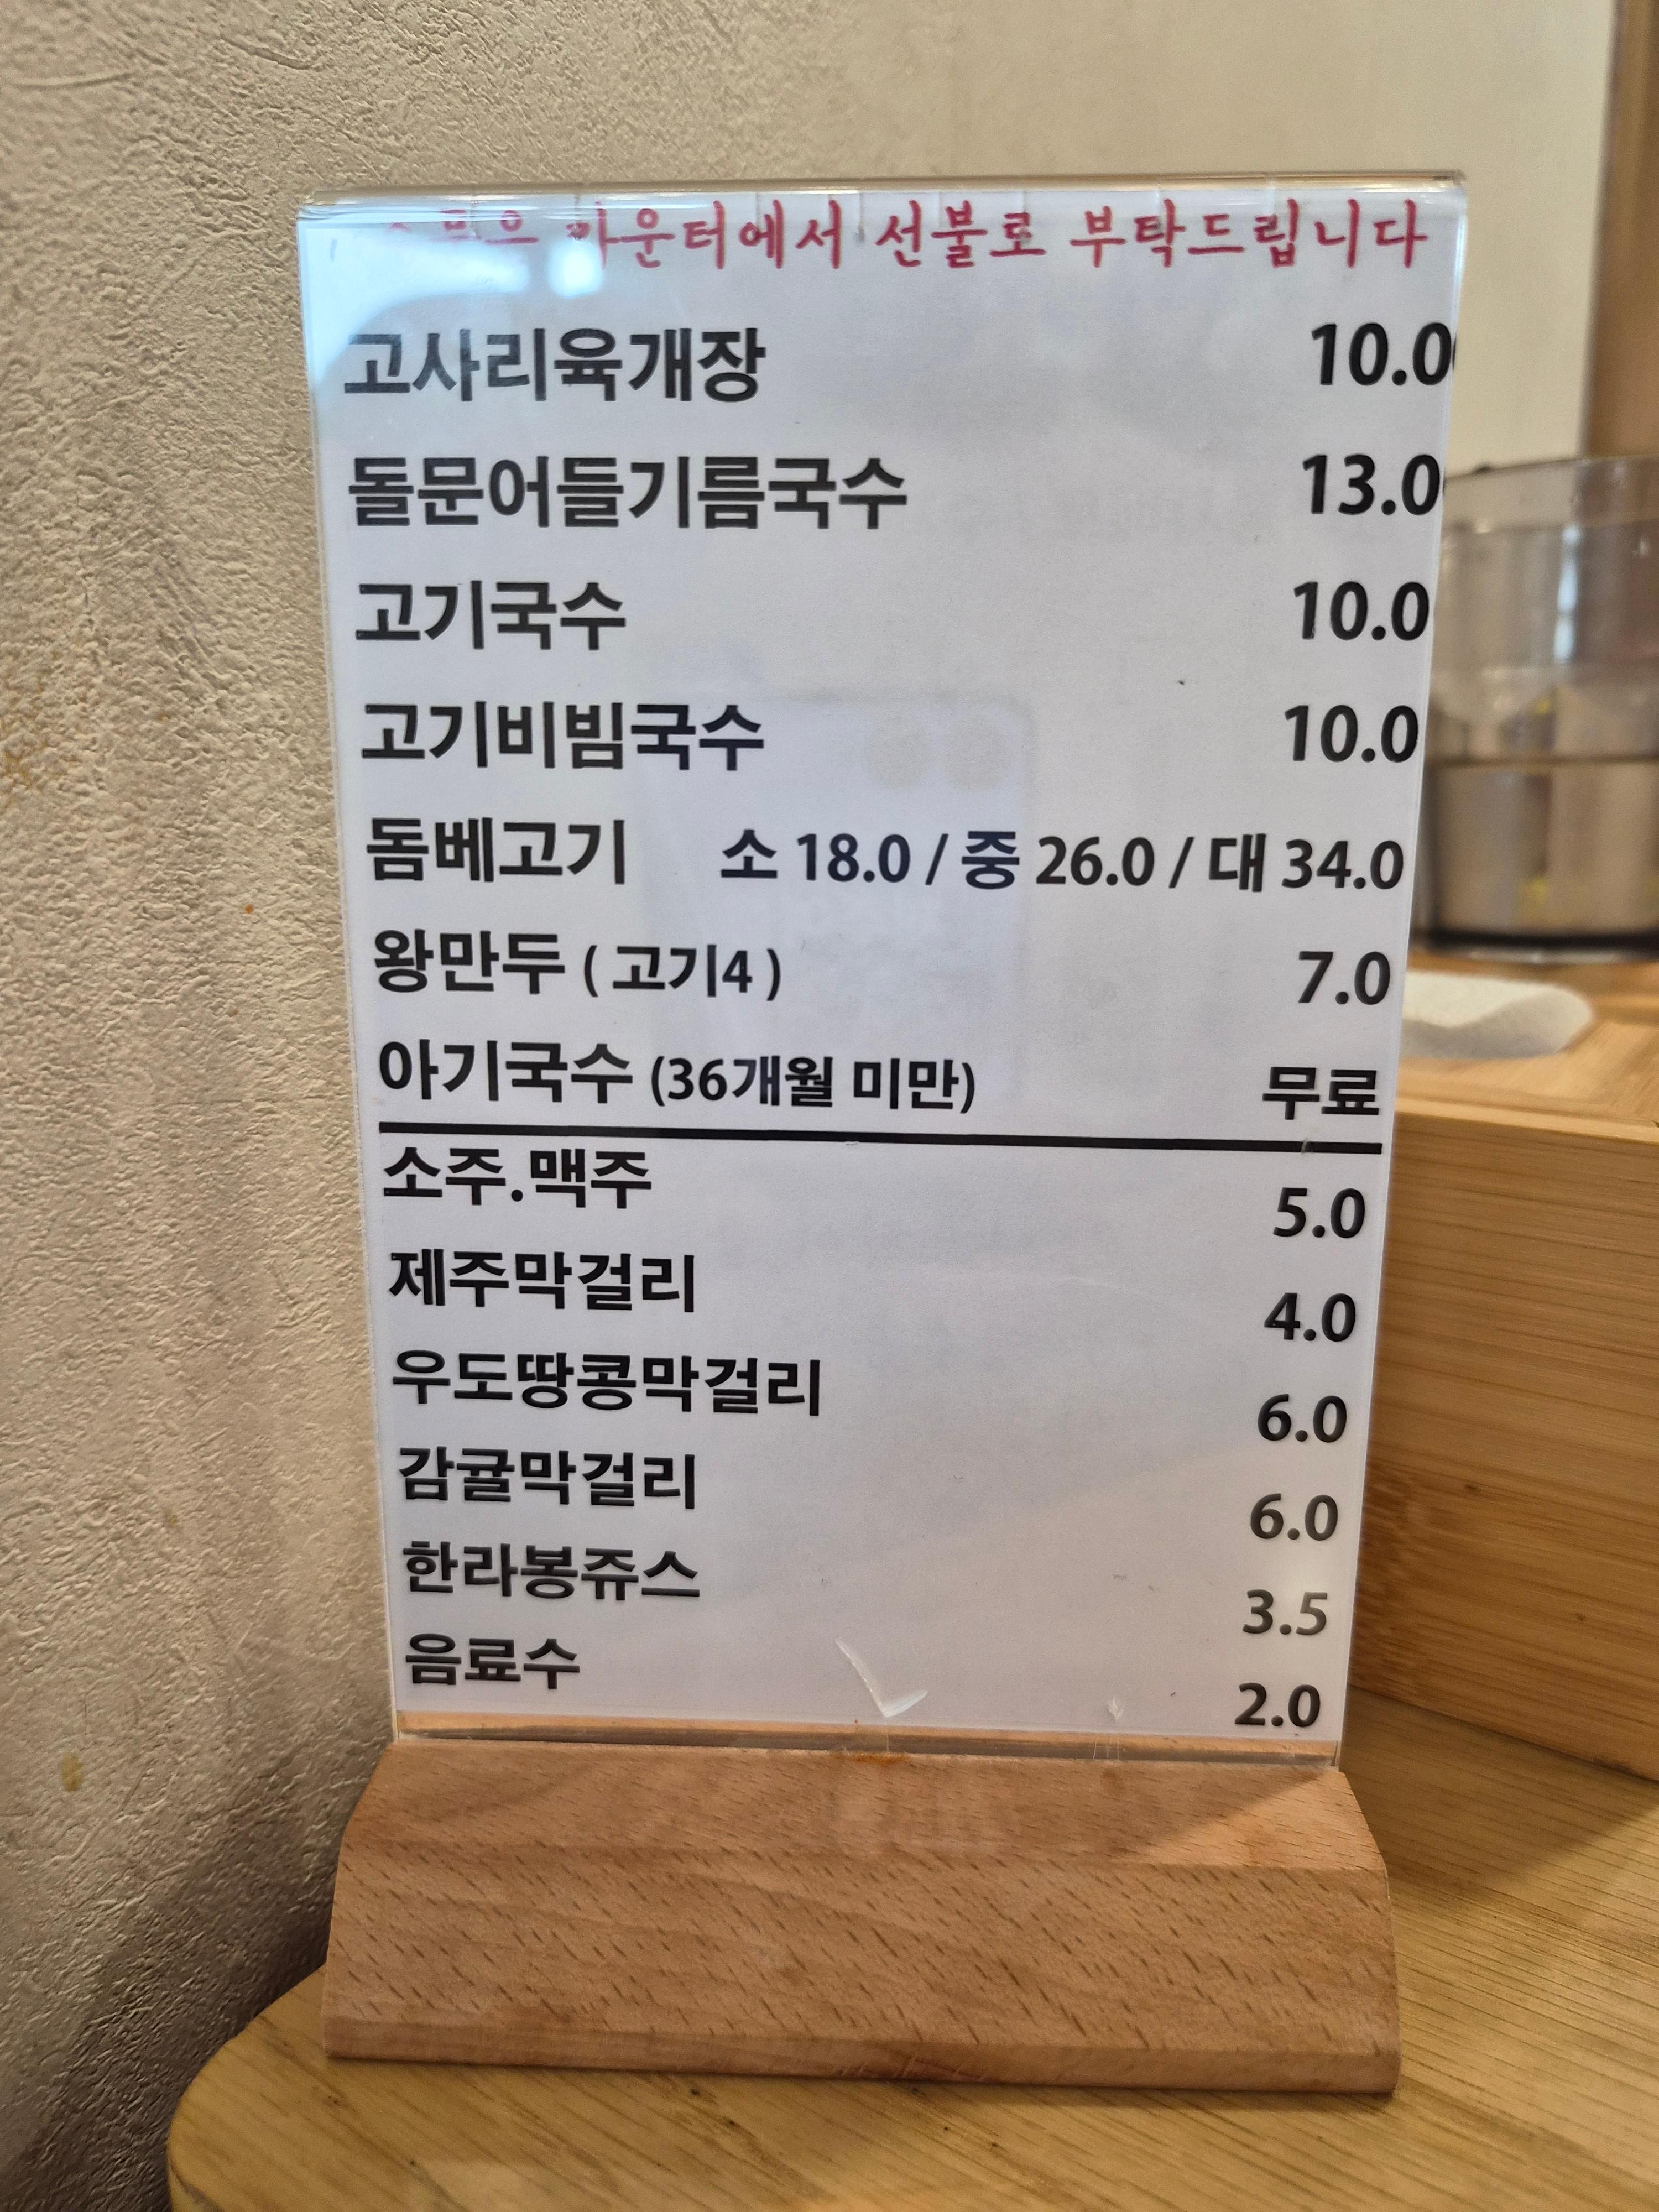 카운터에서 선불로 부탁드립니다
고사리육개장 10.0
돌문어들기름국수 13.0
고기국수 10.0
고기비빔국수 10.0
돔베고기 소 18.0 / 중 26.0 / 대 34.0
왕만두 ( 고기4 ) 7.0
아기국수 (36개월 미만) 무료
소주.맥주 5.0
제주막걸리 4.0
우도땅콩막걸리 6.0
감귤막걸리 6.0
한라봉쥬스 3.5
음료수 2.0